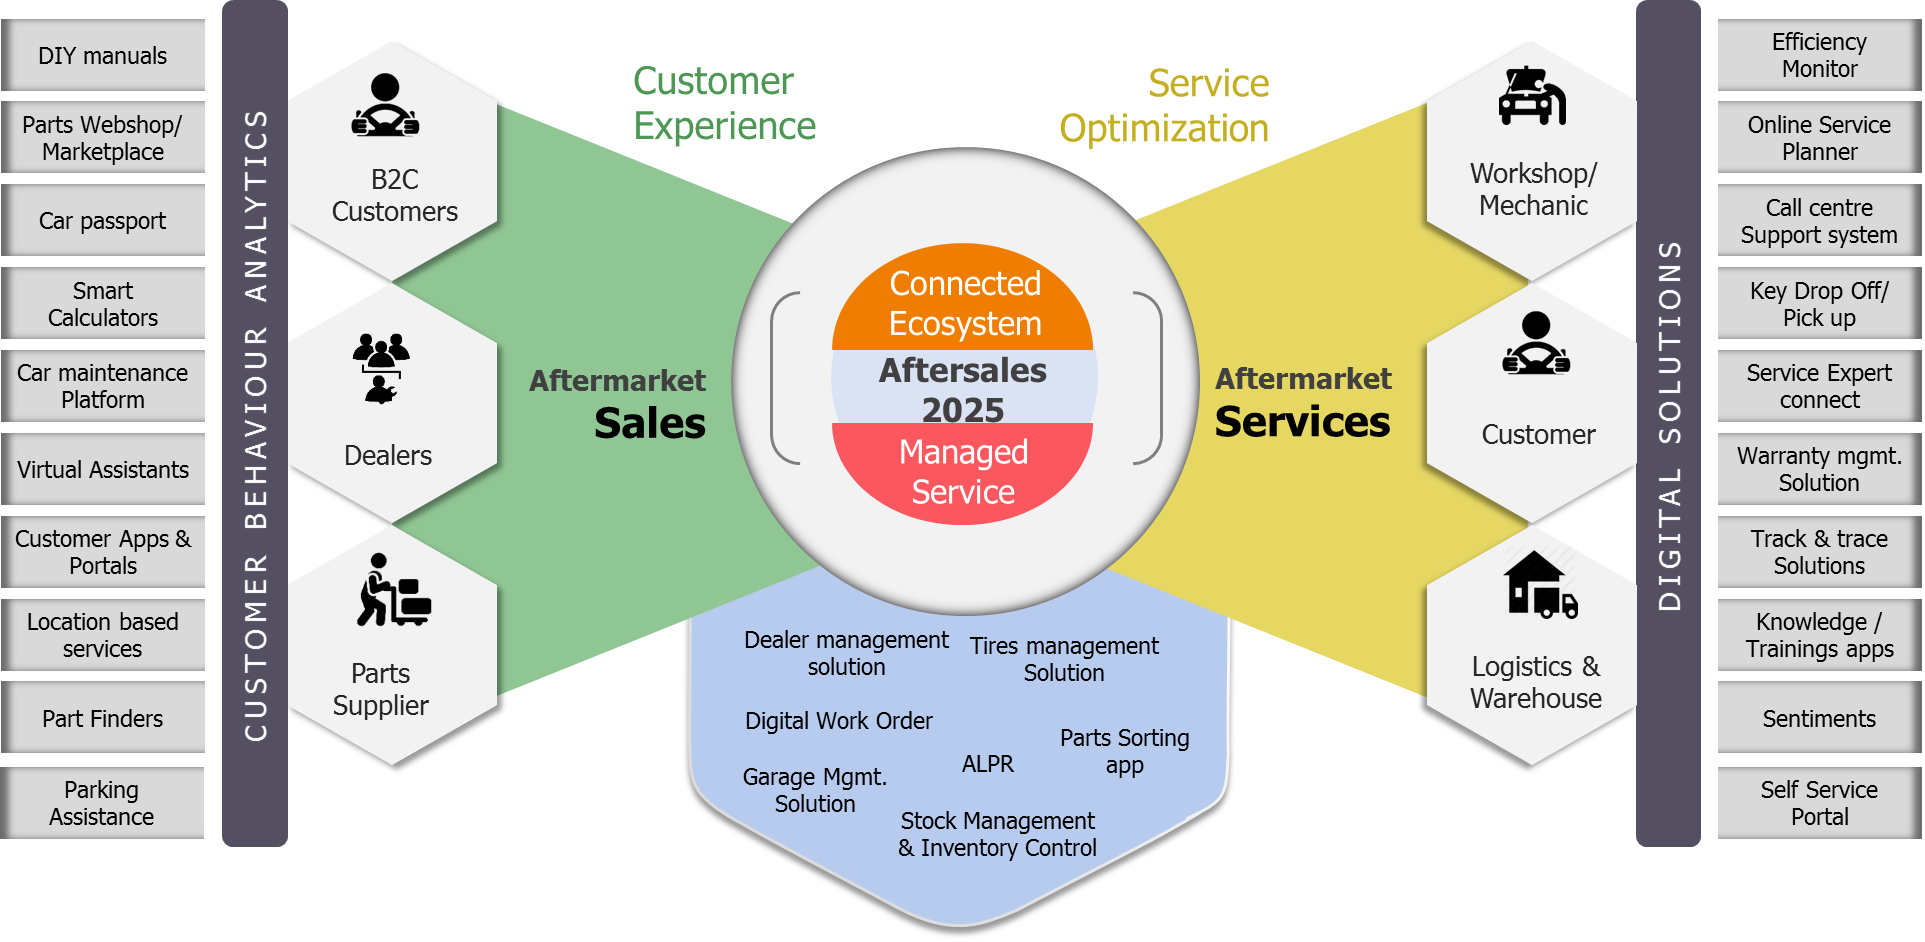 DIY manuals
Parts Webshop/
Marketplace
Car passport
Smart
Calculators
Car maintenance
Platform
Virtual Assistants
Customer Apps &
Portals
Location based
services
Part Finders
Parking
Assistance
CUSTOMER BEHAVIOUR ANALYTICS
B2C
Customers
Dealers
Parts
Supplier
Customer
Experience
Aftermarket
Sales
Connected
Ecosystem
Aftersales
2025
Managed
Service
Service
Optimization
Aftermarket
Services
Dealer management
solution
Tires management
Solution
Digital Work Order
Parts Sorting
app
ALPR
Garage Mgmt.
Solution
Stock Management
& Inventory Control
Workshop/
Mechanic
Customer
Logistics &
Warehouse
DIGITAL SOLUTIONS
Efficiency
Monitor
Online Service
Planner
Call centre
Support system
Key Drop Off/
Pick up
Service Expert
connect
Warranty mgmt.
Solution
Track & trace
Solutions
Knowledge /
Trainings apps
Sentiments
Self Service
Portal